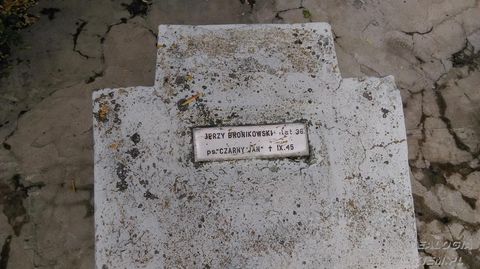 JERZY BRONIKOWSKI lat 36
ps. "CZARNY JAN" † IX.45